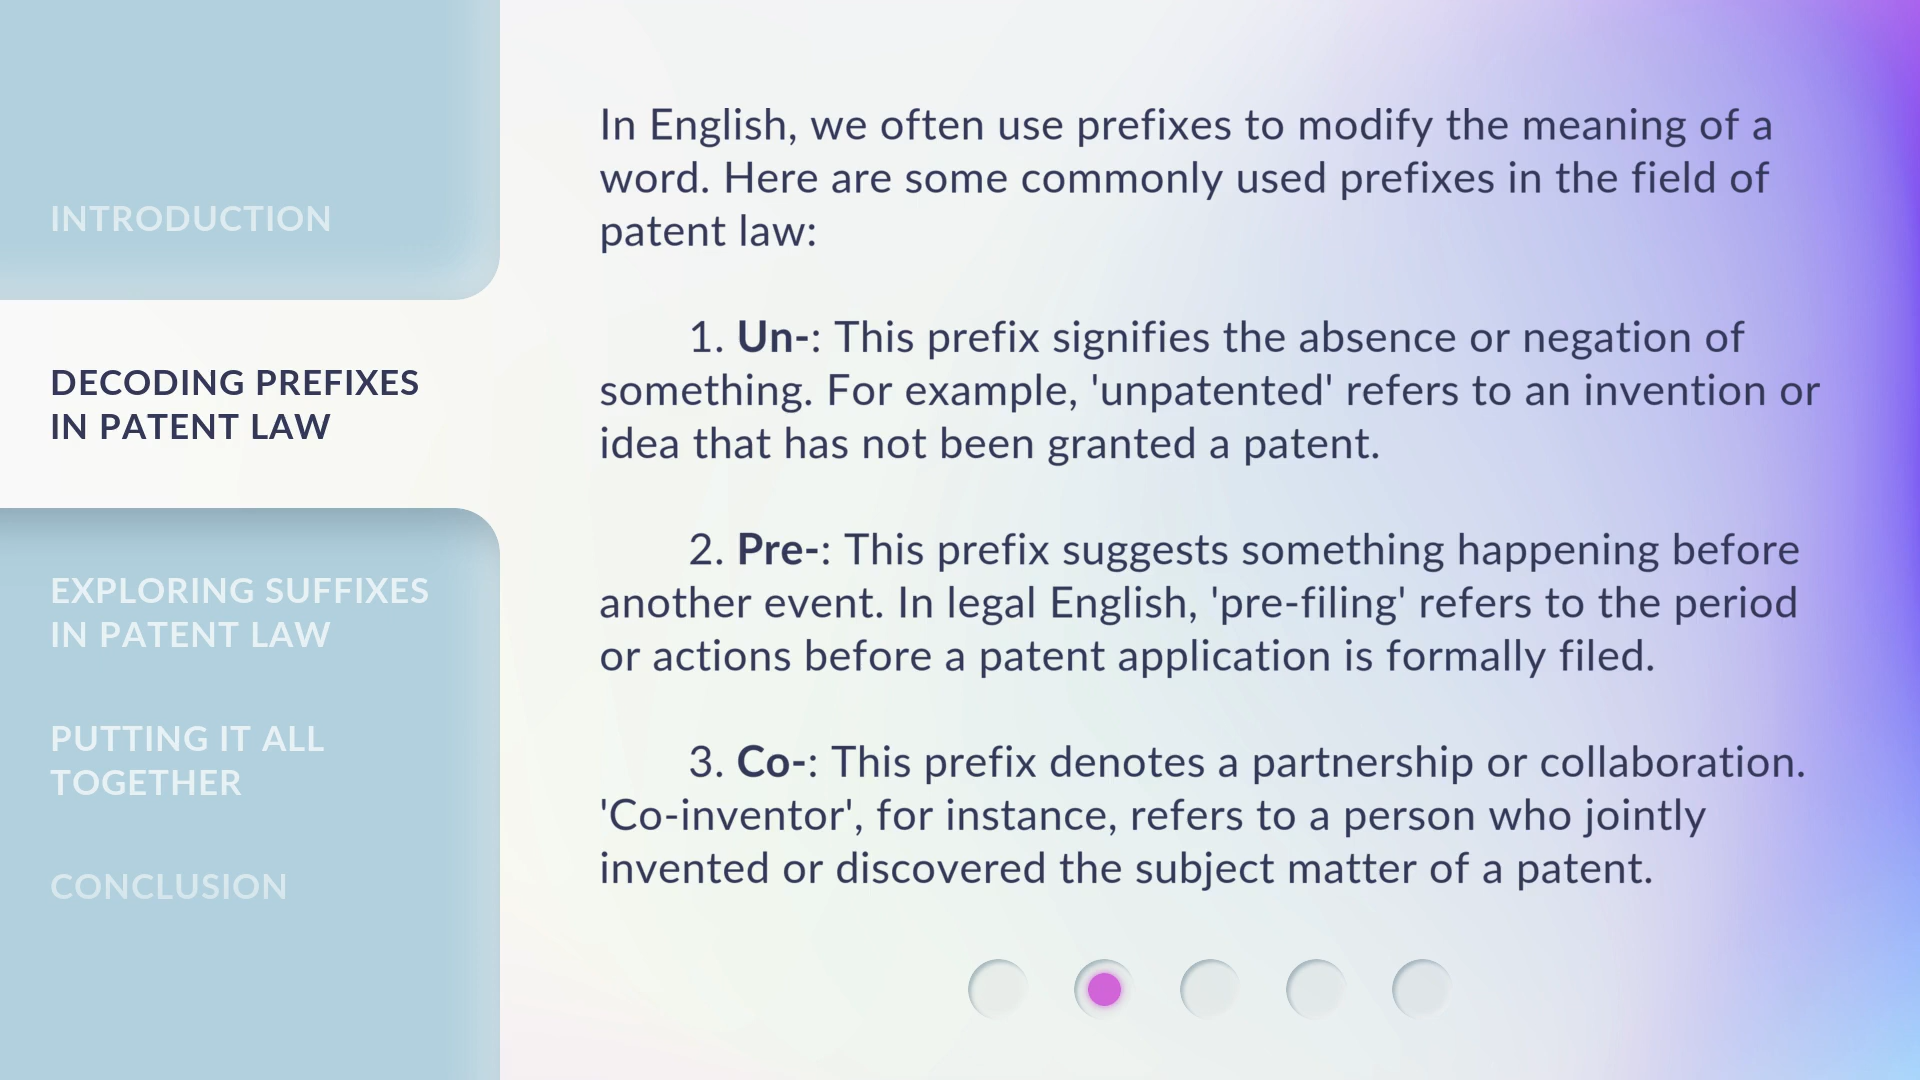 INTRODUCTION
DECODING PREFIXES
IN PATENT LAW
EXPLORING SUFFIXES
IN PATENT LAW
PUTTING IT ALL
TOGETHER
CONCLUSION
In English, we often use prefixes to modify the meaning of a
word. Here are some commonly used prefixes in the field of
patent law:
1. Un-: This prefix signifies the absence or negation of
something. For example, 'unpatented' refers to an invention or
idea that has not been granted a patent.
2. Pre-: This prefix suggests something happening before
another event. In legal English, 'pre-filing' refers to the period
or actions before a patent application is formally filed.
3. Co-: This prefix denotes a partnership or collaboration.
'Co-inventor', for instance, refers to a person who jointly
invented or discovered the subject matter of a patent.